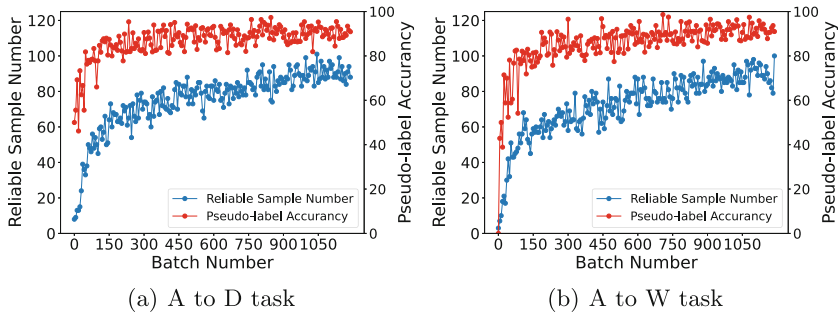 Reliable Sample Number
120
100
80
60
40
20
0
100
80
60
40
20
0
Pseudo-label Accurancy
Reliable Sample Number
Pseudo-label Accurancy
0 150 300 450 600 750 900 1050
Batch Number
(a) A to D task
Reliable Sample Number
120
100
80
60
40
20
0
100
80
60
40
20
0
Pseudo-label Accurancy
Reliable Sample Number
Pseudo-label Accurancy
0 150 300 450 600 750 900 1050
Batch Number
(b) A to W task